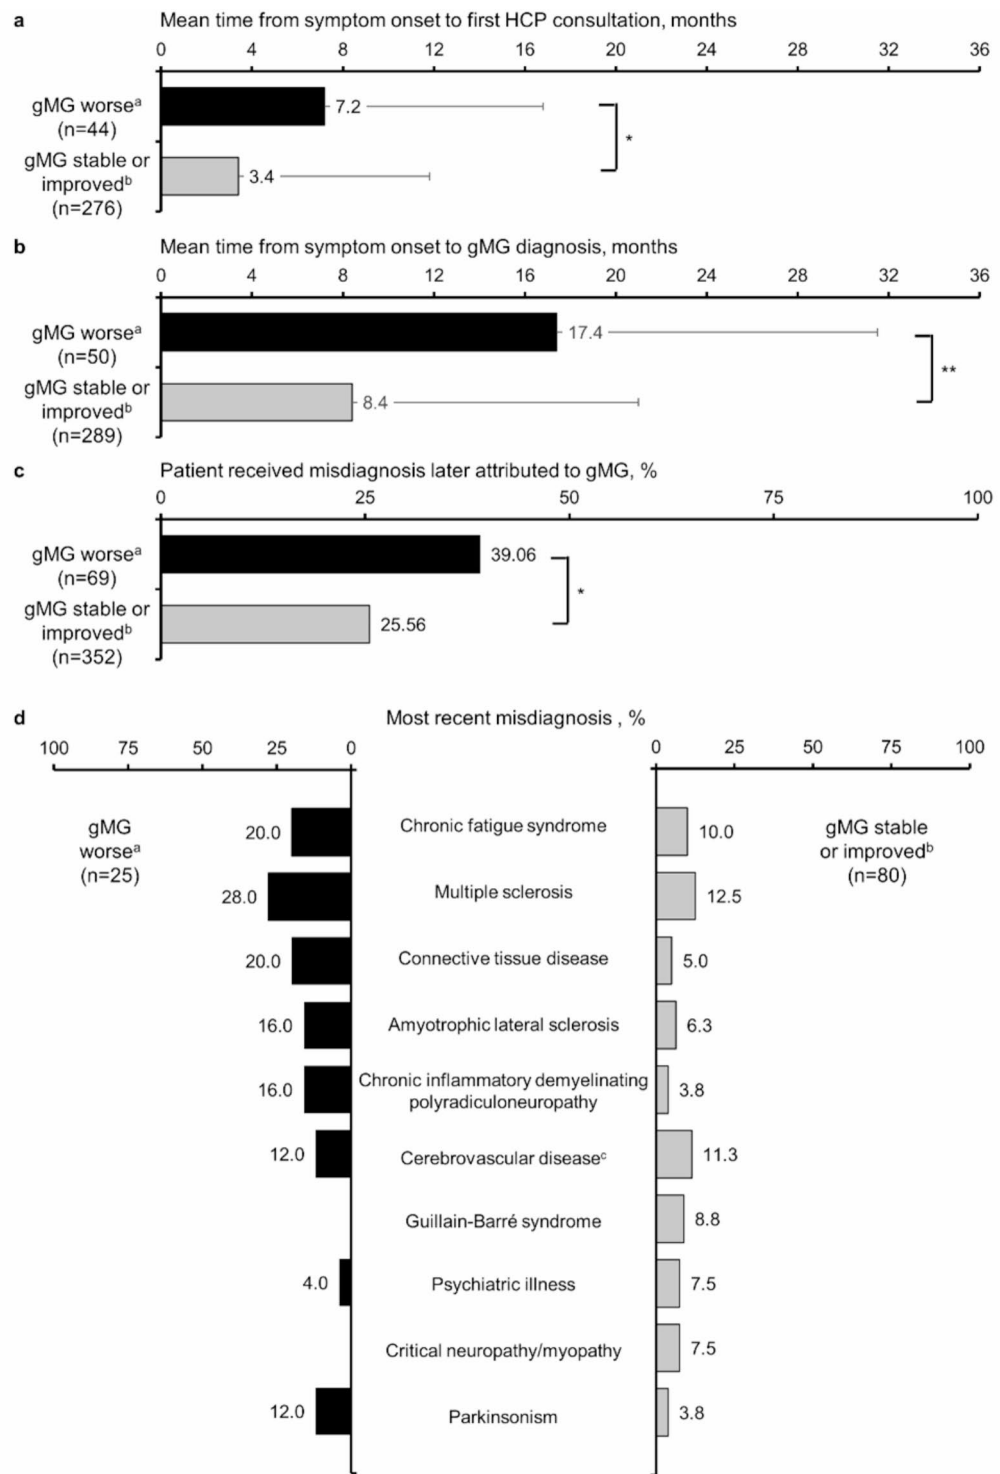 a Mean time from symptom onset to first HCP consultation, months
0 4 8 12 16 20 24 28 32 36
gMG worseᵃ
(n=44)
7.2
*
gMG stable or
improvedᵇ
(n=276)
3.4
b Mean time from symptom onset to gMG diagnosis, months
0 4 8 12 16 20 24 28 32 36
gMG worseᵃ
(n=50)
17.4
**
gMG stable or
improvedᵇ
(n=289)
8.4
c Patient received misdiagnosis later attributed to gMG, %
0 25 50 75 100
gMG worseᵃ
(n=69)
39.06
*
gMG stable or
improvedᵇ
(n=352)
25.56
d Most recent misdiagnosis , %
100 75 50 25 0 0 25 50 75 100
gMG
worseᵃ
(n=25)
gMG stable
or improvedᵇ
(n=80)
20.0 Chronic fatigue syndrome 10.0
28.0 Multiple sclerosis 12.5
20.0 Connective tissue disease 5.0
16.0 Amyotrophic lateral sclerosis 6.3
16.0 Chronic inflammatory demyelinating 3.8
polyradiculoneuropathy
12.0 Cerebrovascular diseaseᶜ 11.3
Guillain-Barré syndrome 8.8
4.0 Psychiatric illness 7.5
Critical neuropathy/myopathy 7.5
12.0 Parkinsonism 3.8